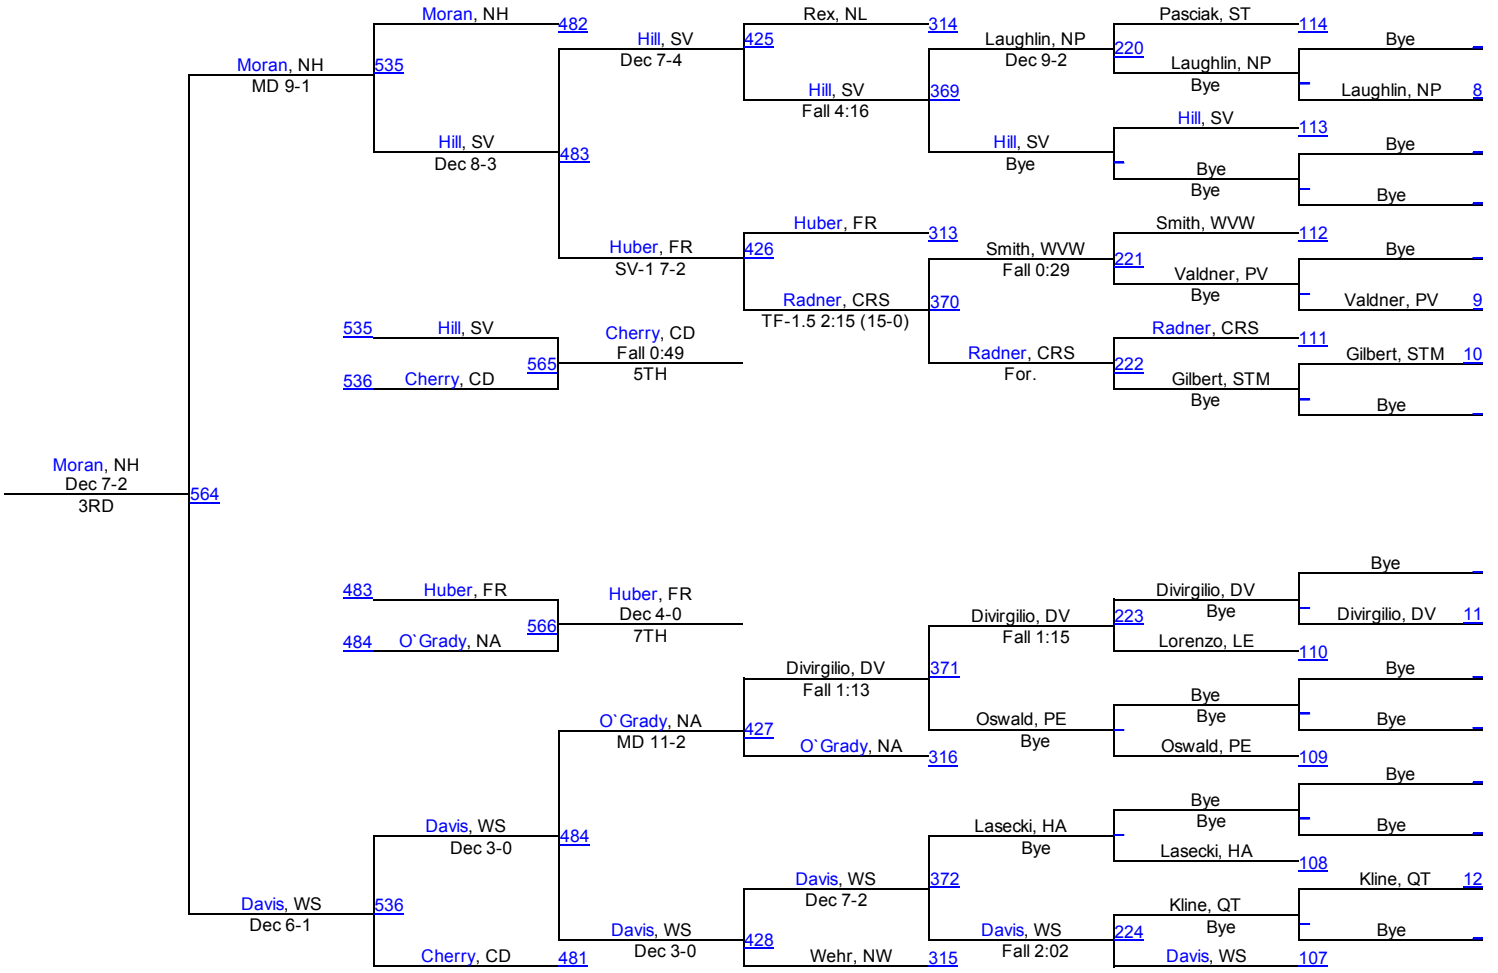 Moran, NH
482
Rex, NL
314
Pasciak, ST
114
Hill, SV
425
Laughlin, NP
220
Bye
Dec 7-4
Dec 9-2
Moran, NH
535
Laughlin, NP
MD 9-1
Bye
Hill, SV
369
Laughlin, NP
8
Fall 4:16
Hill, SV
113
Hill, SV
483
Hill, SV
Bye
Dec 8-3
Bye
Bye
Bye
Bye
Huber, FR
313
Smith, WVW
112
Huber, FR
426
Smith, WVW
221
Bye
SV-1 7-2
Fall 0:29
Valdner, PV
Bye
Radner, CRS
370
Valdner, PV
9
TF-1.5 2:15 (15-0)
535
Hill, SV
Cherry, CD
Radner, CRS
111
Fall 0:49
Radner, CRS
222
Gilbert, STM
10
565
5TH
For.
536
Cherry, CD
Gilbert, STM
Bye
Bye
Moran, NH
Dec 7-2
564
3RD
Bye
483
Huber, FR
Huber, FR
Divirgilio, DV
Dec 4-0
Divirgilio, DV
223
Bye
Divirgilio, DV
11
566
7TH
Fall 1:15
484
O`Grady, NA
Lorenzo, LE
110
Divirgilio, DV
371
Bye
Fall 1:13
Bye
O`Grady, NA
427
Oswald, PE
Bye
Bye
MD 11-2
Bye
O`Grady, NA
316
Oswald, PE
109
Bye
Bye
Davis, WS
484
Lasecki, HA
Bye
Bye
Dec 3-0
Bye
Lasecki, HA
108
Davis, WS
372
Kline, QT
12
Dec 7-2
Davis, WS
536
Kline, QT
Dec 6-1
Bye
Davis, WS
428
Davis, WS
224
Bye
Dec 3-0
Fall 2:02
Cherry, CD
481
Wehr, NW
315
Davis, WS
107